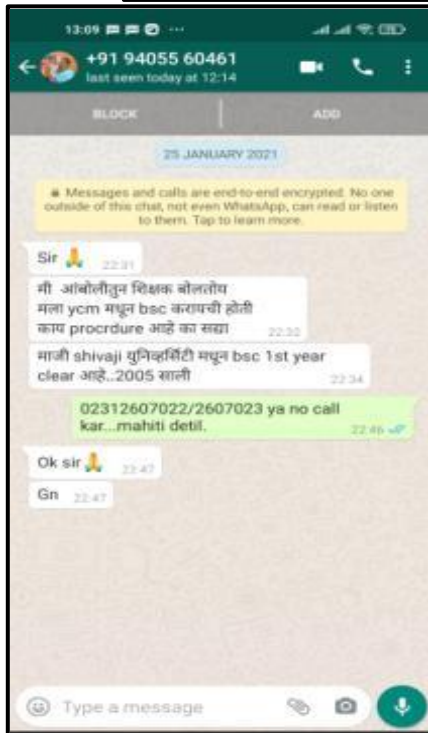 13:09
+91 94055 60461
last seen today at 12:14
BLOCK
ADD
25 JANUARY 2021
Messages and calls are end-to-end encrypted. No one
outside of this chat, not even WhatsApp, can read or listen
to them. Tap to learn more.
Sir 🙏 22:31
मी आंबोलीतुन शिक्षक बोलतोय
मला ycm मधून bsc करायची होती
काय procrdure आहे का सद्या 22:32
माजी shivaji युनिव्हर्सिटी मधून bsc 1st year
clear आहे..2005 साली 22:34
02312607022/2607023 ya no call
kar...mahiti detil. 22:46
Ok sir 🙏 22:47
Gn 22:47
Type a message